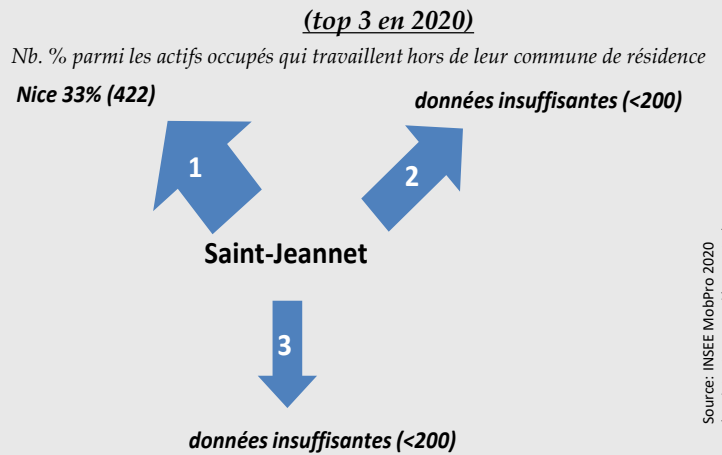 (top 3 en 2020)
Nb. % parmi les actifs occupés qui travaillent hors de leur commune de résidence
Nice 33% (422)
données insuffisantes (<200)
1
2
Saint-Jeannet
3
données insuffisantes (<200)
Source: INSEE MobPro 2020